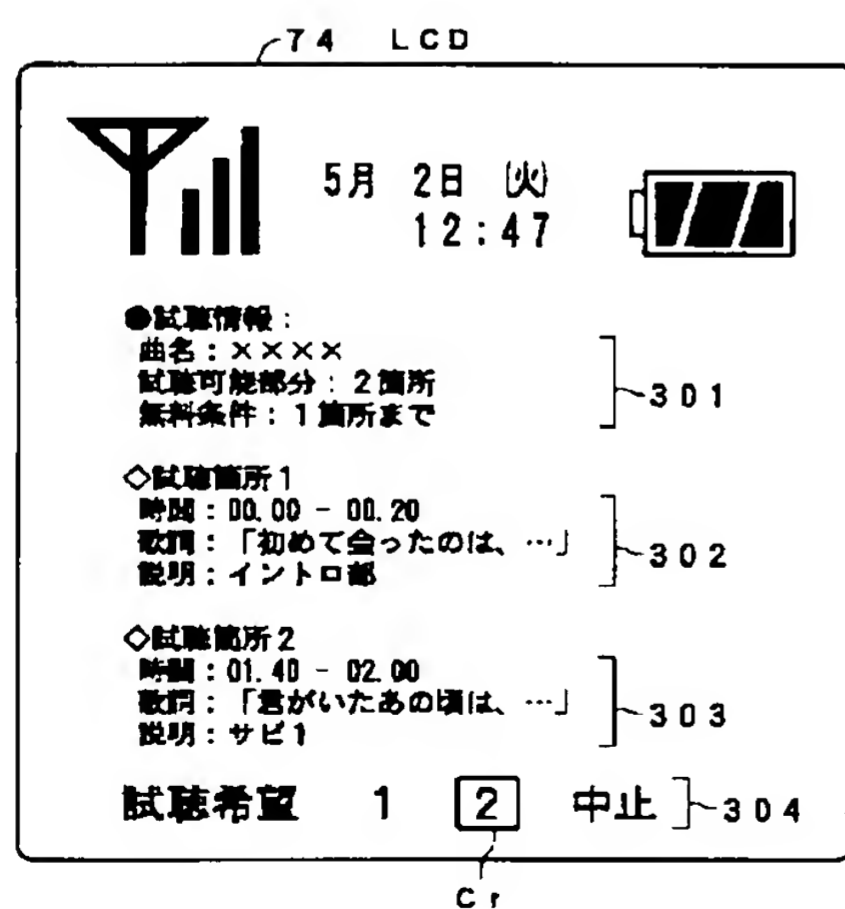 74 LCD
5月 2日 (火)
12:47
●試聴情報:
曲名:××××
試聴可能部分:2箇所
無料条件:1箇所まで
301
◇試聴箇所1
時間:00.00 - 00.20
歌詞:「初めて会ったのは、…」
説明:イントロ部
302
◇試聴箇所2
時間:01.40 - 02.00
歌詞:「君がいたあの頃は、…」
説明:サビ1
303
試聴希望 1 2 中止
304
Cr